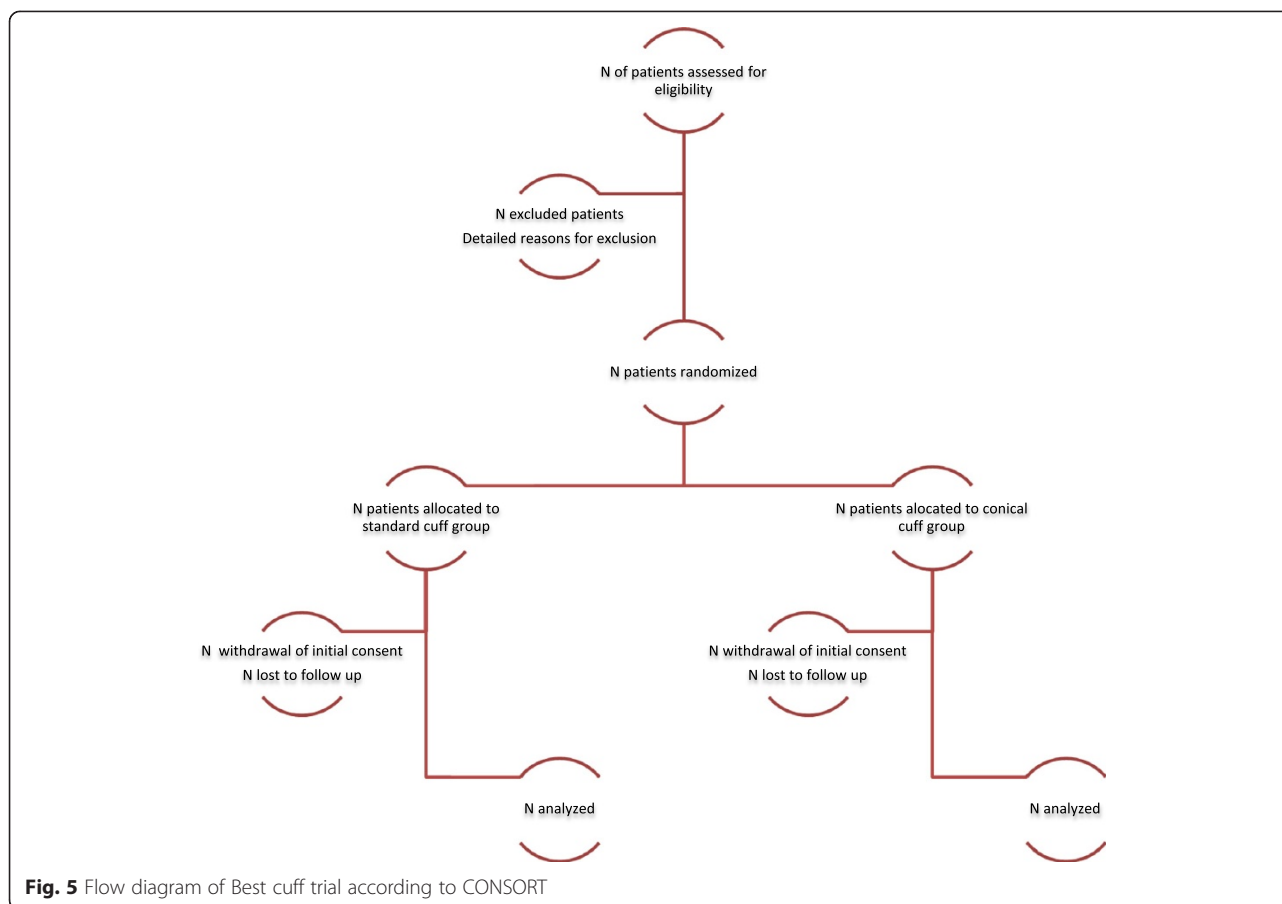 N of patients assessed for
eligibility
N excluded patients
Detailed reasons for exclusion
N patients randomized
N patients allocated to
standard cuff group
N patients alocated to conical
cuff group
N withdrawal of initial consent
N lost to follow up
N withdrawal of initial consent
N lost to follow up
N analyzed
N analyzed
Fig. 5 Flow diagram of Best cuff trial according to CONSORT